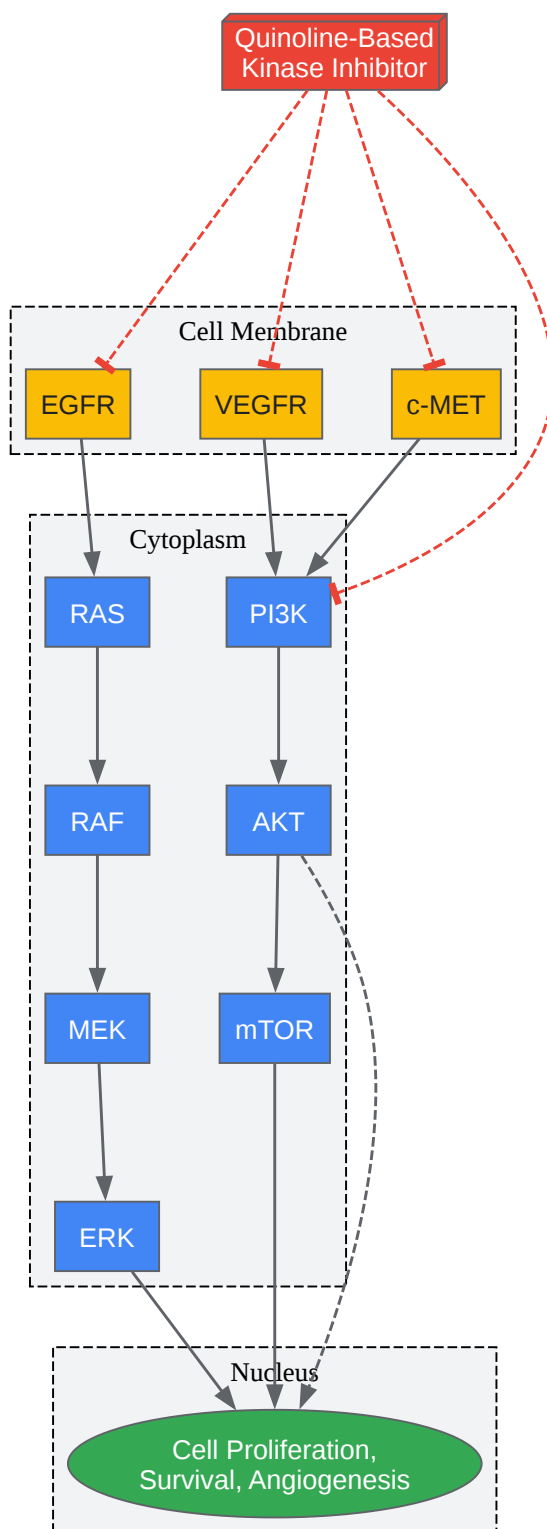 Quinoline-Based
Kinase Inhibitor
Cell Membrane
EGFR
VEGFR
c-MET
Cytoplasm
RAS
PI3K
RAF
AKT
MEK
mTOR
ERK
Nucleus
Cell Proliferation,
Survival, Angiogenesis